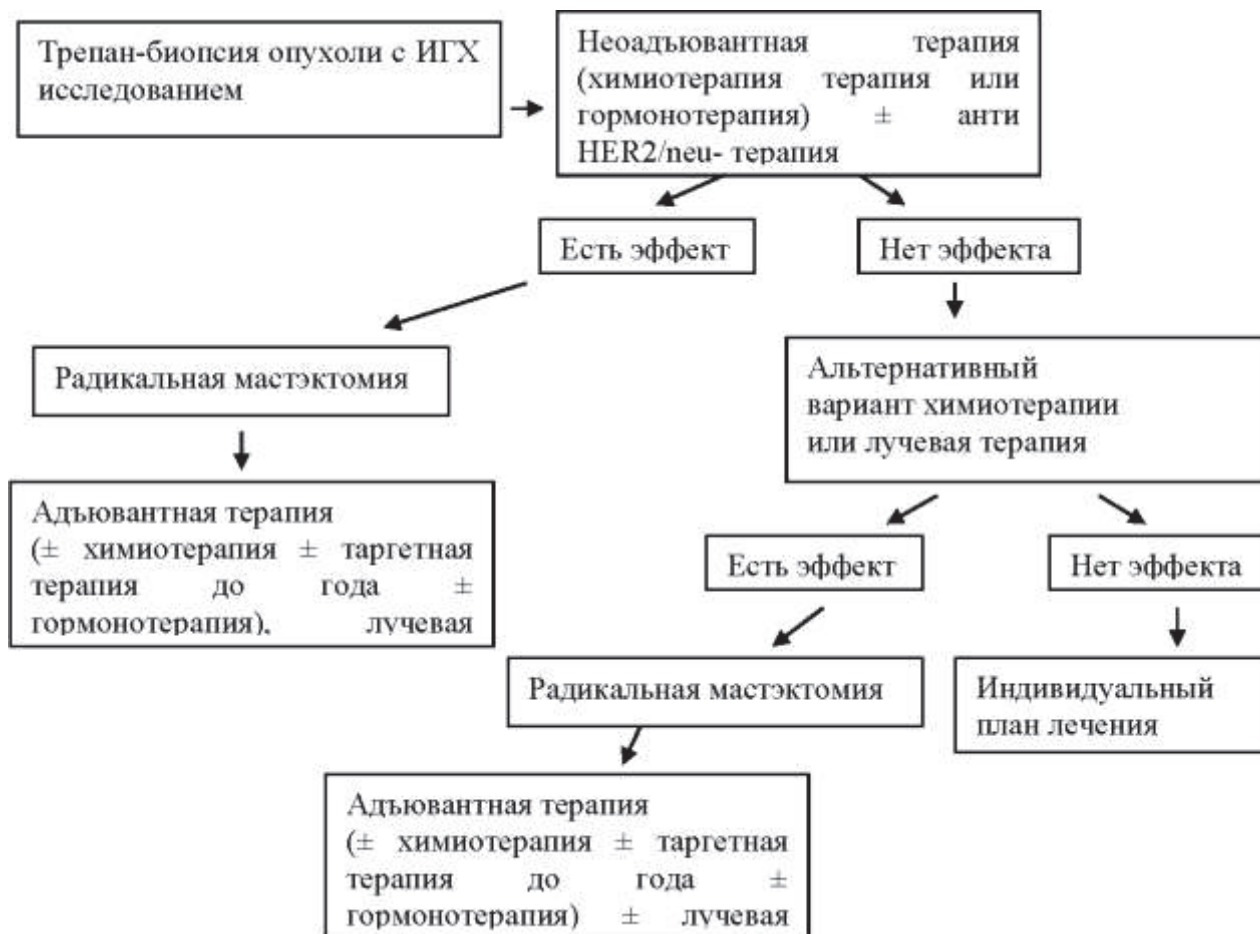 Трепан-биопсия опухоли с ИГХ
исследованием
Неоадъювантная терапия
(химиотерапия терапия или
гормонотерапия) ± анти
HER2/neu- терапия
Есть эффект
Нет эффекта
Радикальная мастэктомия
Альтернативный
вариант химиотерапии
или лучевая терапия
Адъювантная терапия
(± химиотерапия ± таргетная
терапия до года ±
гормонотерапия), лучевая
Есть эффект
Нет эффекта
Радикальная мастэктомия
Индивидуальный
план лечения
Адъювантная терапия
(± химиотерапия ± таргетная
терапия до года ±
гормонотерапия) ± лучевая